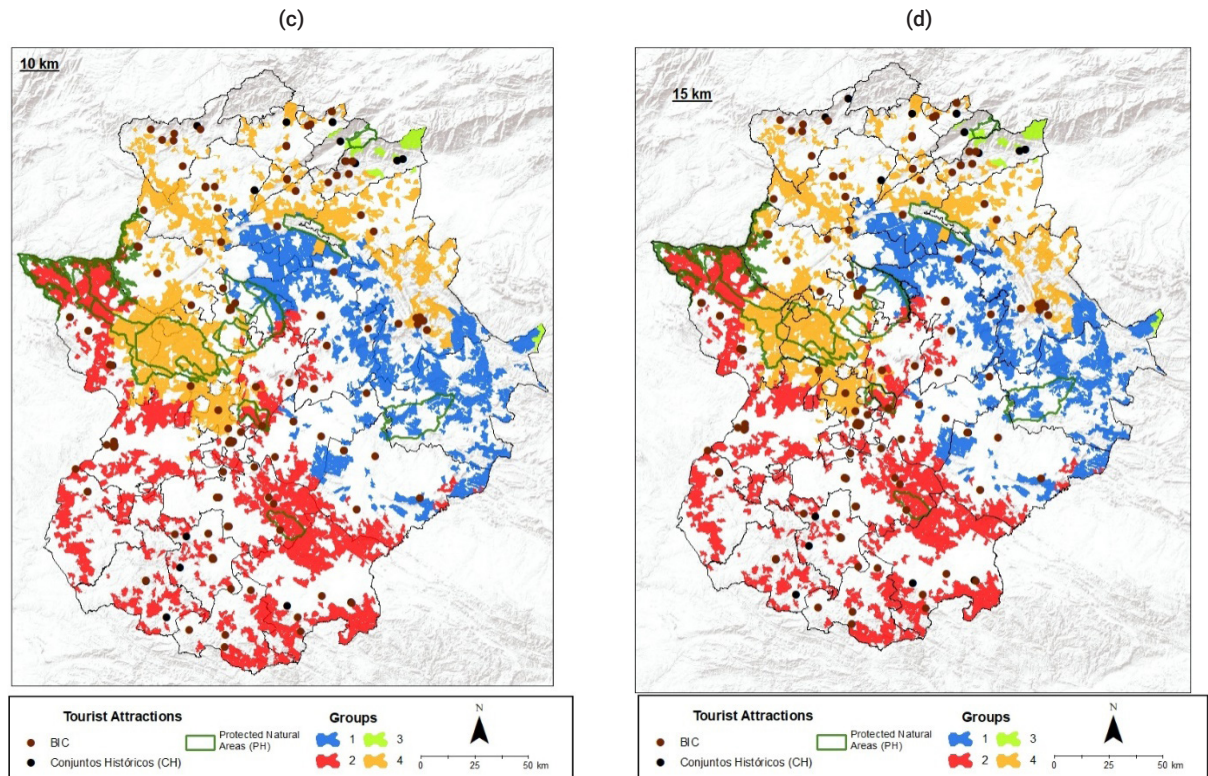 (c)
(d)
10 km
15 km
Tourist Attractions
BIC
Conjuntos Históricos (CH)
Protected Natural
Areas (PH)
Groups
1
3
2
4
N
0
25
50 km
Tourist Attractions
BIC
Conjuntos Históricos (CH)
Protected Natural
Areas (PH)
Groups
1
3
2
4
N
0
25
50 km